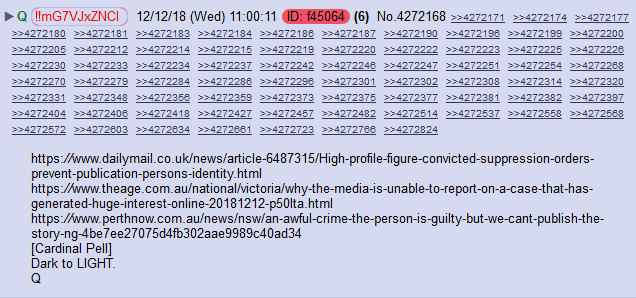 ▶ Q !!mG7VJxZNCI 12/12/18 (Wed) 11:00:11 ID: f45064 (6) No.4272168 >>4272171 >>4272174 >>4272177
>>4272180 >>4272181 >>4272183 >>4272184 >>4272186 >>4272187 >>4272190 >>4272196 >>4272199 >>4272200
>>4272205 >>4272212 >>4272214 >>4272215 >>4272219 >>4272220 >>4272222 >>4272223 >>4272225 >>4272226
>>4272230 >>4272233 >>4272234 >>4272240 >>4272246 >>4272247 >>4272251 >>4272254 >>4272258 >>4272268
>>4272270 >>4272279 >>4272284 >>4272286 >>4272296 >>4272301 >>4272302 >>4272308 >>4272314 >>4272320
>>4272331 >>4272348 >>4272356 >>4272359 >>4272373 >>4272375 >>4272377 >>4272381 >>4272382 >>4272397
>>4272404 >>4272406 >>4272418 >>4272427 >>4272457 >>4272482 >>4272514 >>4272537 >>4272558 >>4272568
>>4272572 >>4272603 >>4272634 >>4272661 >>4272723 >>4272766 >>4272824
https://www.dailymail.co.uk/news/article-6487315/High-profile-figure-convicted-suppression-orders-
prevent-publication-persons-identity.html
https://www.theage.com.au/national/victoria/why-the-media-is-unable-to-report-on-a-case-that-has-
generated-huge-interest-online-20181212-p50lta.html
https://www.perthnow.com.au/news/nsw/an-awful-crime-the-person-is-guilty-but-we-cant-publish-the-
story-ng-4be7ee27075d4fb302aae9989c40ad34
[Cardinal Pell]
Dark to LIGHT.
Q